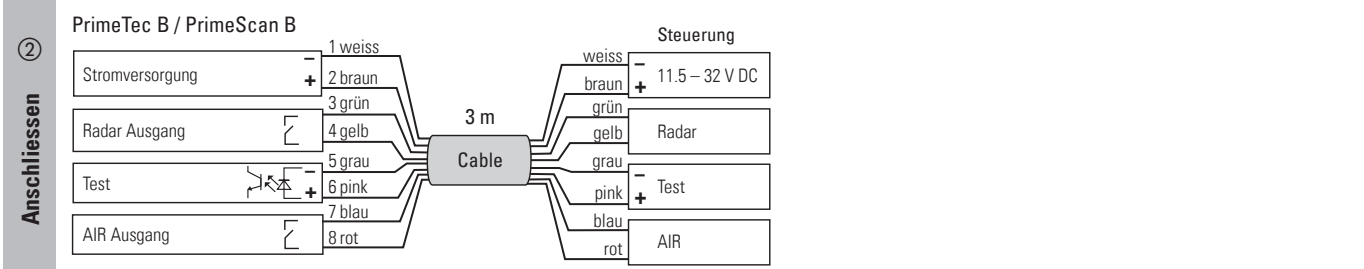 ② Anschliessen
PrimeTec B / PrimeScan B
Stromversorgung
–
+
1 weiss
2 braun
Radar Ausgang
3 grün
4 gelb
Test
–
+
5 grau
6 pink
AIR Ausgang
7 blau
8 rot
3 m
Cable
Steuerung
weiss
braun
–
+
11.5 – 32 V DC
grün
gelb
Radar
grau
pink
–
+
Test
blau
rot
AIR